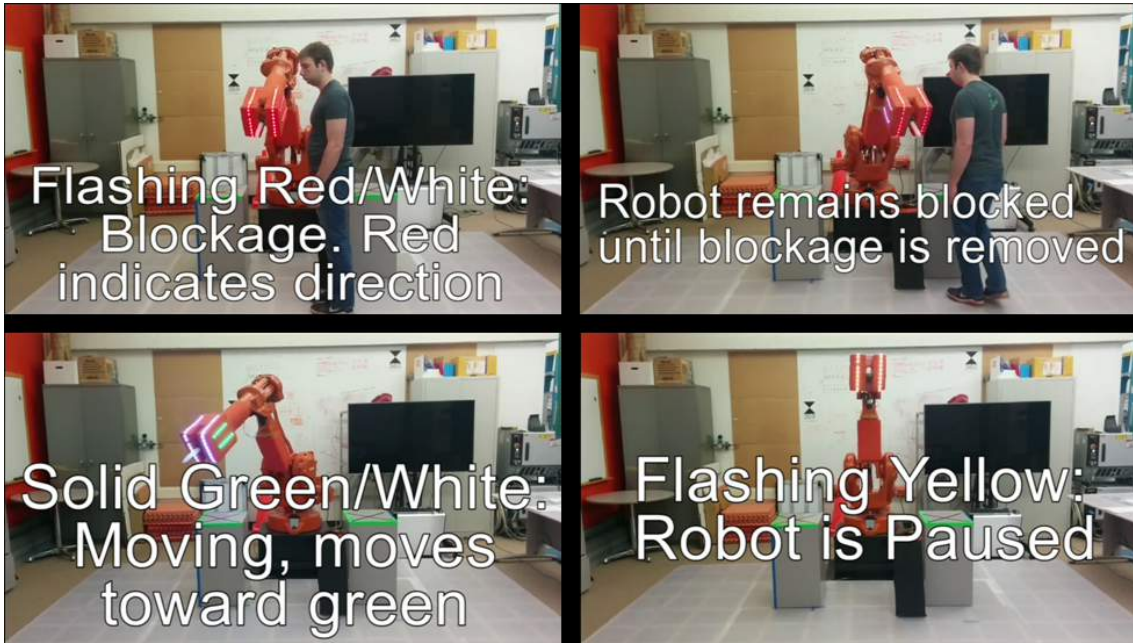 Flashing Red/White:
Blockage. Red
indicates direction
Robot remains blocked
until blockage is removed
Solid Green/White:
Moving, moves
toward green
Flashing Yellow:
Robot is Paused